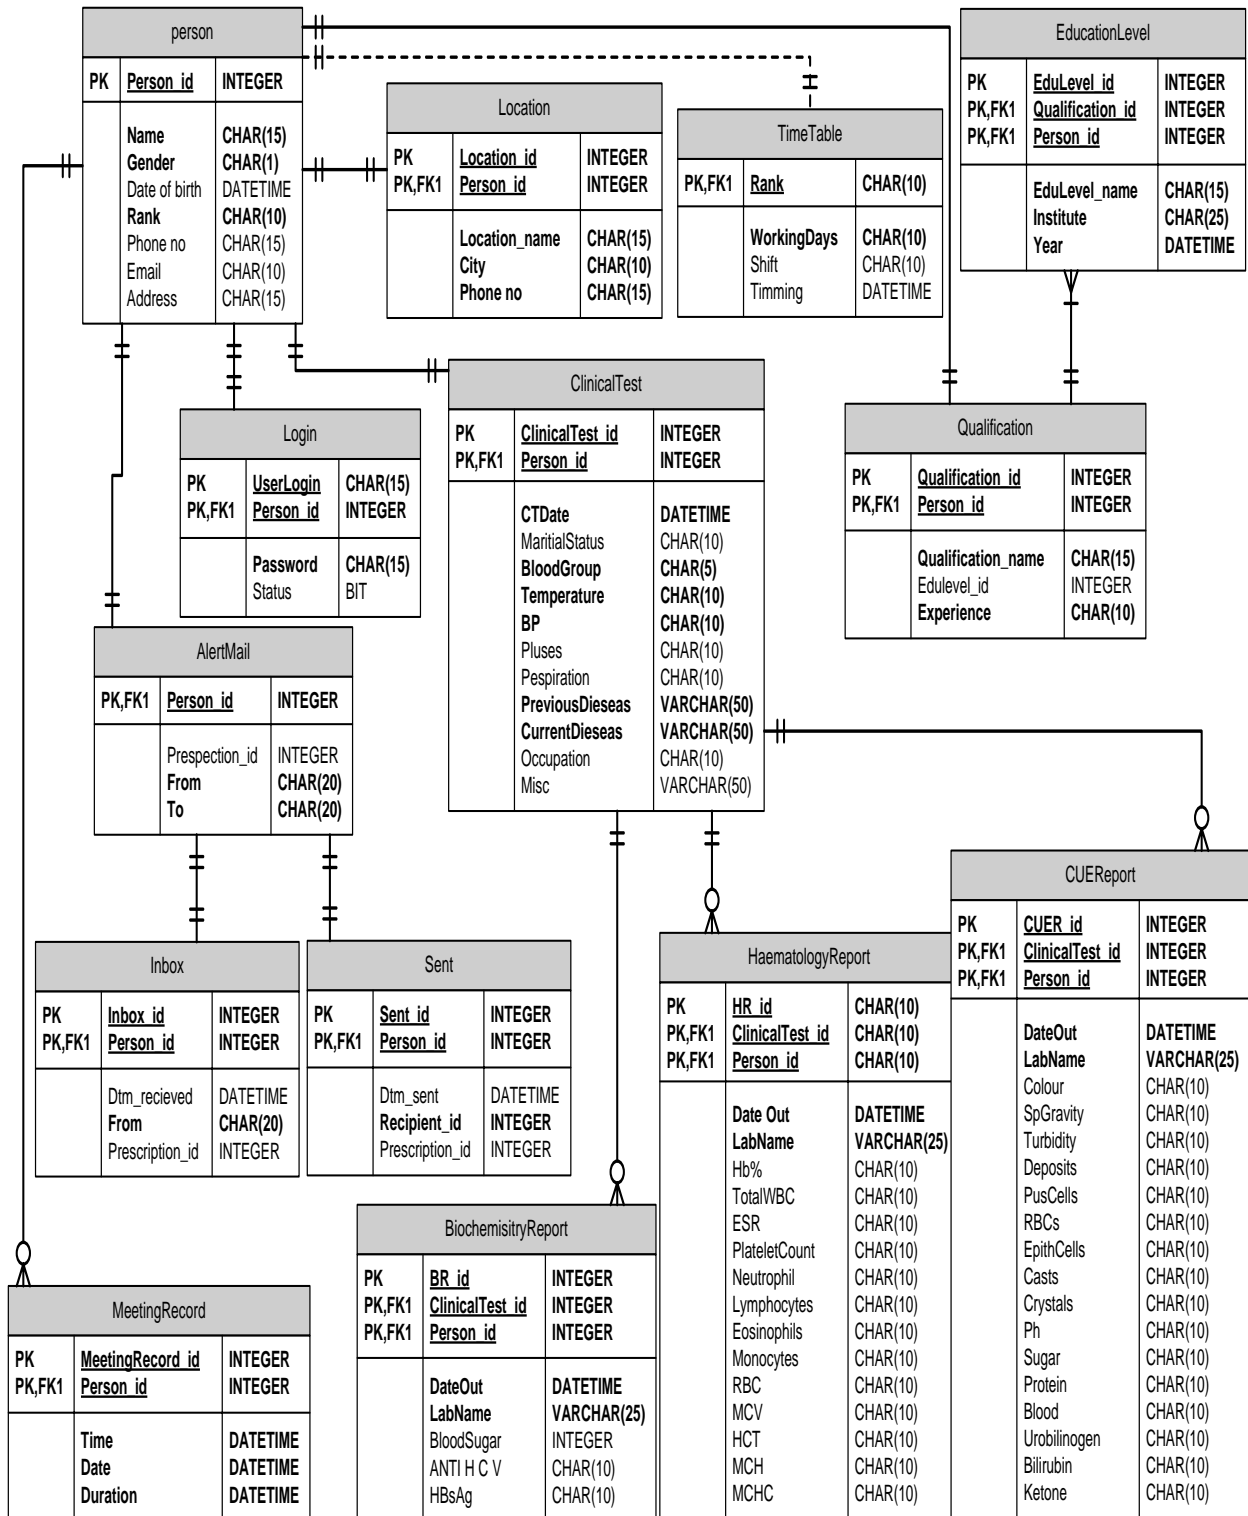 person
PK Person_id INTEGER
Name CHAR(15)
Gender CHAR(1)
Date of birth DATETIME
Rank CHAR(10)
Phone no CHAR(15)
Email CHAR(10)
Address CHAR(15)
Location
PK Location_id INTEGER
PK,FK1 Person_id INTEGER
Location_name CHAR(15)
City CHAR(10)
Phone no CHAR(15)
TimeTable
PK,FK1 Rank CHAR(10)
WorkingDays CHAR(10)
Shift CHAR(10)
Timming DATETIME
EducationLevel
PK EduLevel_id INTEGER
PK,FK1 Qualification_id INTEGER
PK,FK1 Person_id INTEGER
EduLevel_name CHAR(15)
Institute CHAR(25)
Year DATETIME
Login
PK UserLogin CHAR(15)
PK,FK1 Person_id INTEGER
Password CHAR(15)
Status BIT
ClinicalTest
PK ClinicalTest_id INTEGER
PK,FK1 Person_id INTEGER
CTDate DATETIME
MaritialStatus CHAR(10)
BloodGroup CHAR(5)
Temperature CHAR(10)
BP CHAR(10)
Pluses CHAR(10)
Pespiration CHAR(10)
PreviousDieseas VARCHAR(50)
CurrentDieseas VARCHAR(50)
Occupation CHAR(10)
Misc VARCHAR(50)
Qualification
PK Qualification_id INTEGER
PK,FK1 Person_id INTEGER
Qualification_name CHAR(15)
Edulevel_id INTEGER
Experience CHAR(10)
AlertMail
PK,FK1 Person_id INTEGER
Prespection_id INTEGER
From CHAR(20)
To CHAR(20)
Inbox
PK Inbox_id INTEGER
PK,FK1 Person_id INTEGER
Dtm_recieved DATETIME
From CHAR(20)
Prescription_id INTEGER
Sent
PK Sent_id INTEGER
PK,FK1 Person_id INTEGER
Dtm_sent DATETIME
Recipient_id INTEGER
Prescription_id INTEGER
HaematologyReport
PK HR_id CHAR(10)
PK,FK1 ClinicalTest_id CHAR(10)
PK,FK1 Person_id CHAR(10)
Date Out DATETIME
LabName VARCHAR(25)
Hb% CHAR(10)
TotalWBC CHAR(10)
ESR CHAR(10)
PlateletCount CHAR(10)
Neutrophil CHAR(10)
Lymphocytes CHAR(10)
Eosinophils CHAR(10)
Monocytes CHAR(10)
RBC CHAR(10)
MCV CHAR(10)
HCT CHAR(10)
MCH CHAR(10)
MCHC CHAR(10)
CUEReport
PK CUER_id INTEGER
PK,FK1 ClinicalTest_id INTEGER
PK,FK1 Person_id INTEGER
DateOut DATETIME
LabName VARCHAR(25)
Colour CHAR(10)
SpGravity CHAR(10)
Turbidity CHAR(10)
Deposits CHAR(10)
PusCells CHAR(10)
RBCs CHAR(10)
EpithCells CHAR(10)
Casts CHAR(10)
Crystals CHAR(10)
Ph CHAR(10)
Sugar CHAR(10)
Protein CHAR(10)
Blood CHAR(10)
Urobilinogen CHAR(10)
Bilirubin CHAR(10)
Ketone CHAR(10)
BiochemisitryReport
PK BR_id INTEGER
PK,FK1 ClinicalTest_id INTEGER
PK,FK1 Person_id INTEGER
DateOut DATETIME
LabName VARCHAR(25)
BloodSugar INTEGER
ANTI H C V CHAR(10)
HBsAg CHAR(10)
MeetingRecord
PK MeetingRecord_id INTEGER
PK,FK1 Person_id INTEGER
Time DATETIME
Date DATETIME
Duration DATETIME